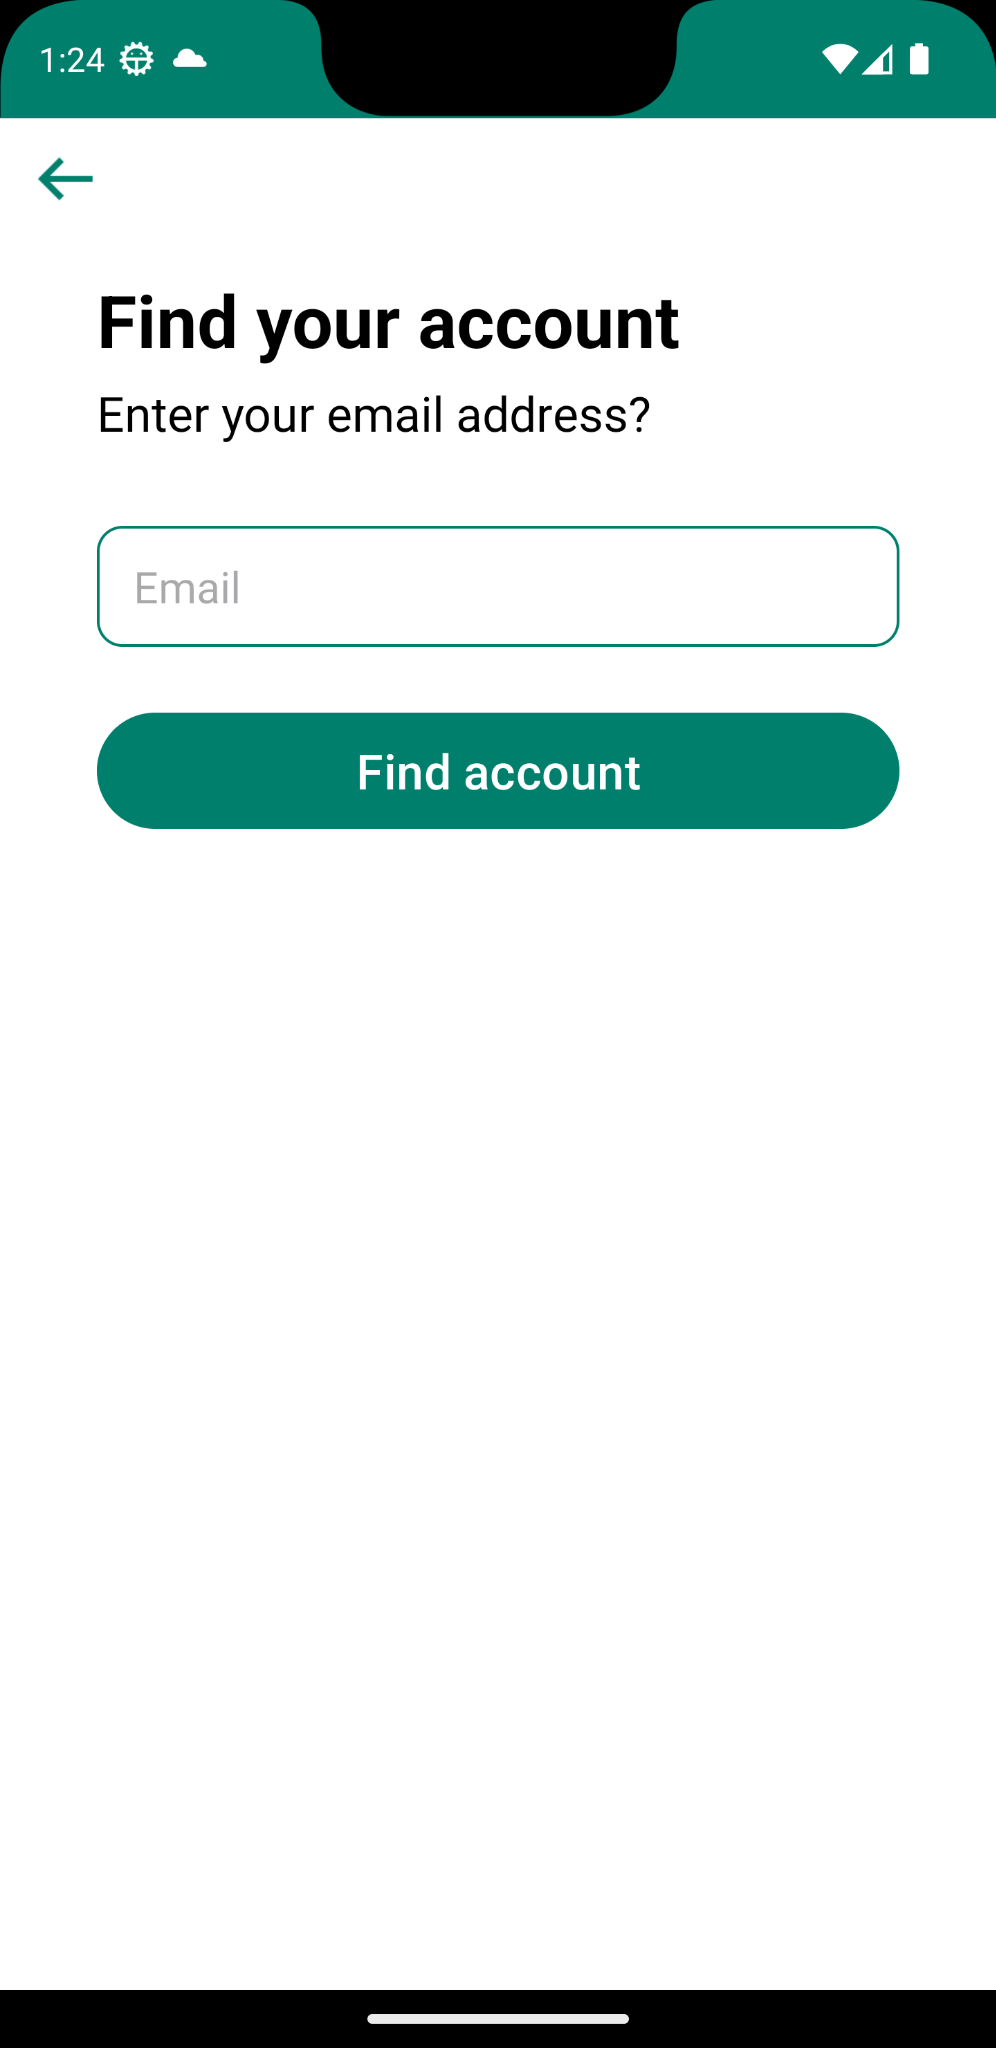 1:24
Find your account
Enter your email address?
Email
Find account